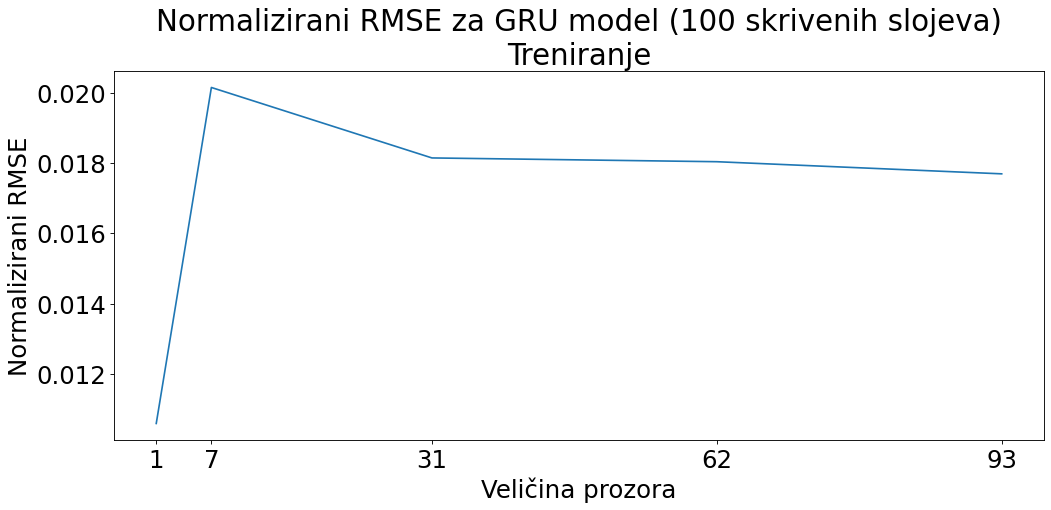 Normalizirani RMSE za GRU model (100 skrivenih slojeva)
Treniranje
Normalizirani RMSE
0.020
0.018
0.016
0.014
0.012
1 7 31 62 93
Veličina prozora